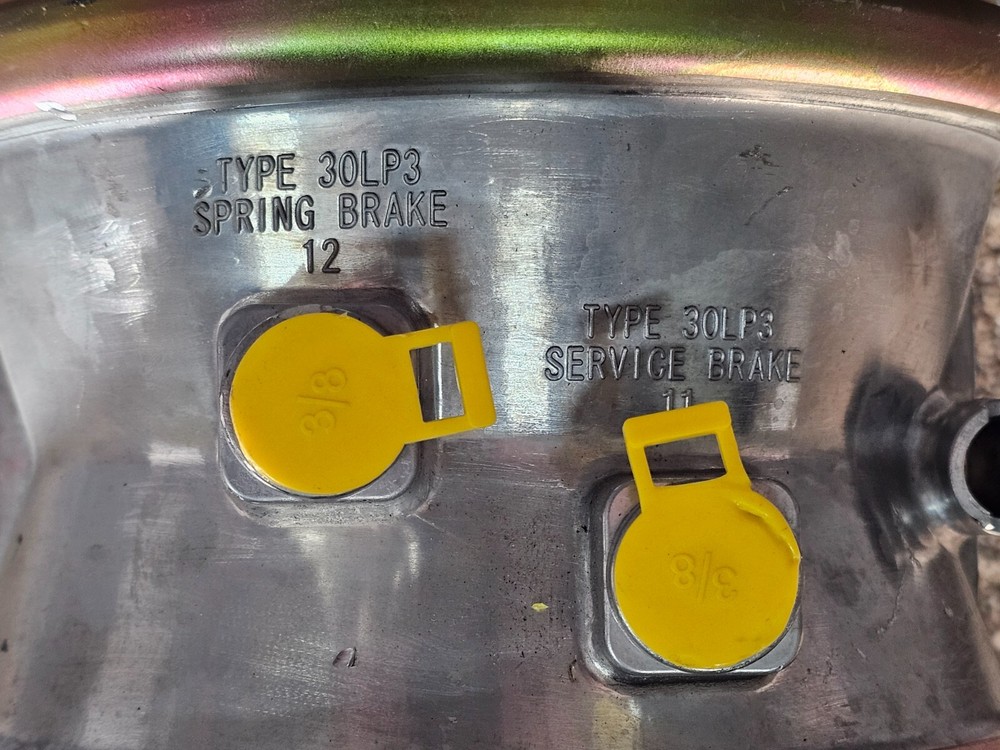 TYPE 30LP3
SPRING BRAKE
12
TYPE 30LP3
SERVICE BRAKE
11
3/8
3/8